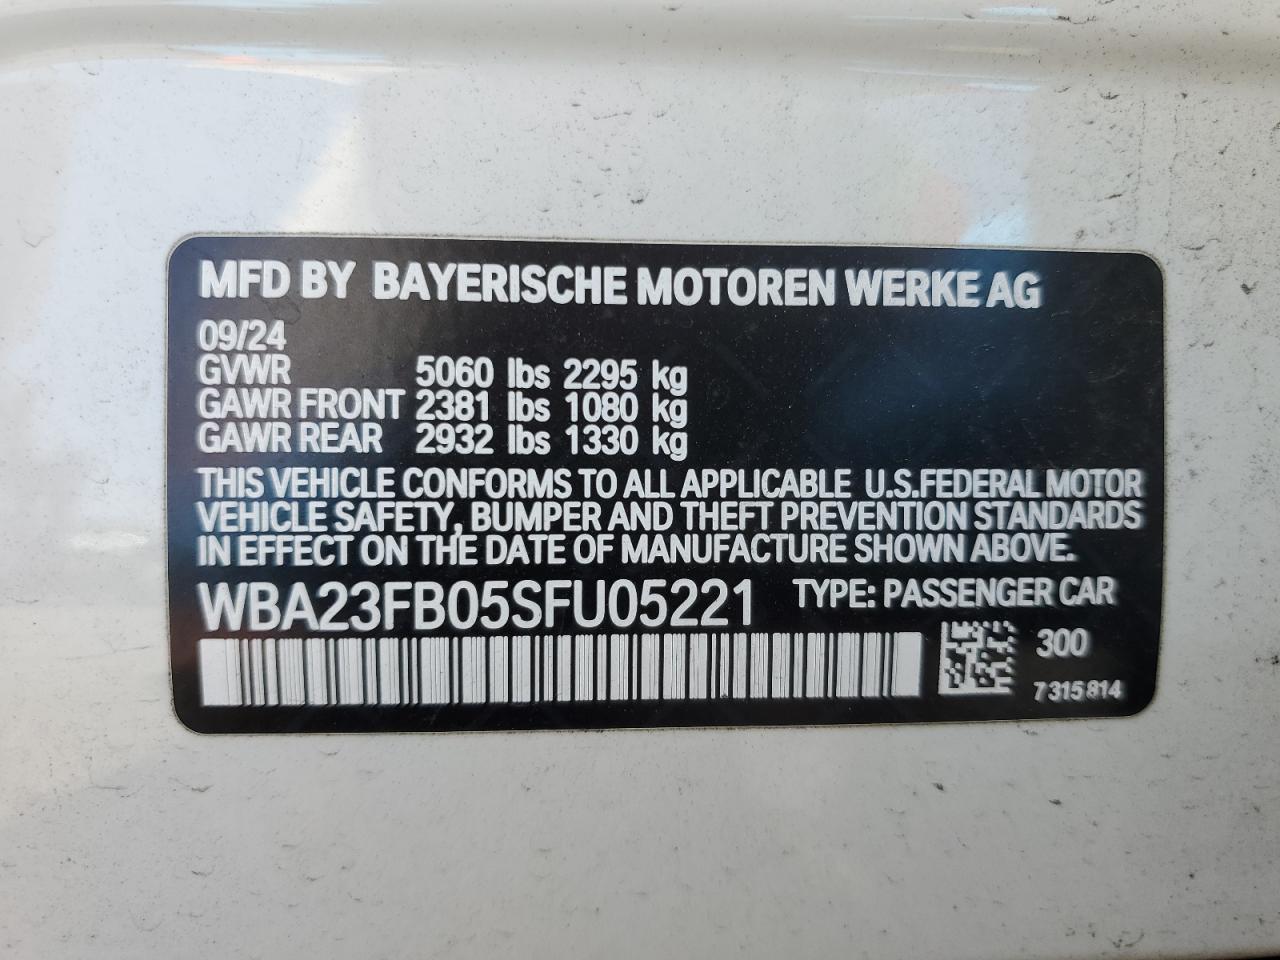 MFD BY BAYERISCHE MOTOREN WERKE AG
09/24
GVWR 5060 lbs 2295 kg
GAWR FRONT 2381 lbs 1080 kg
GAWR REAR 2932 lbs 1330 kg
THIS VEHICLE CONFORMS TO ALL APPLICABLE U.S.FEDERAL MOTOR
VEHICLE SAFETY, BUMPER AND THEFT PREVENTION STANDARDS
IN EFFECT ON THE DATE OF MANUFACTURE SHOWN ABOVE.
WBA23FB05SFU05221 TYPE: PASSENGER CAR
300
7 315 814